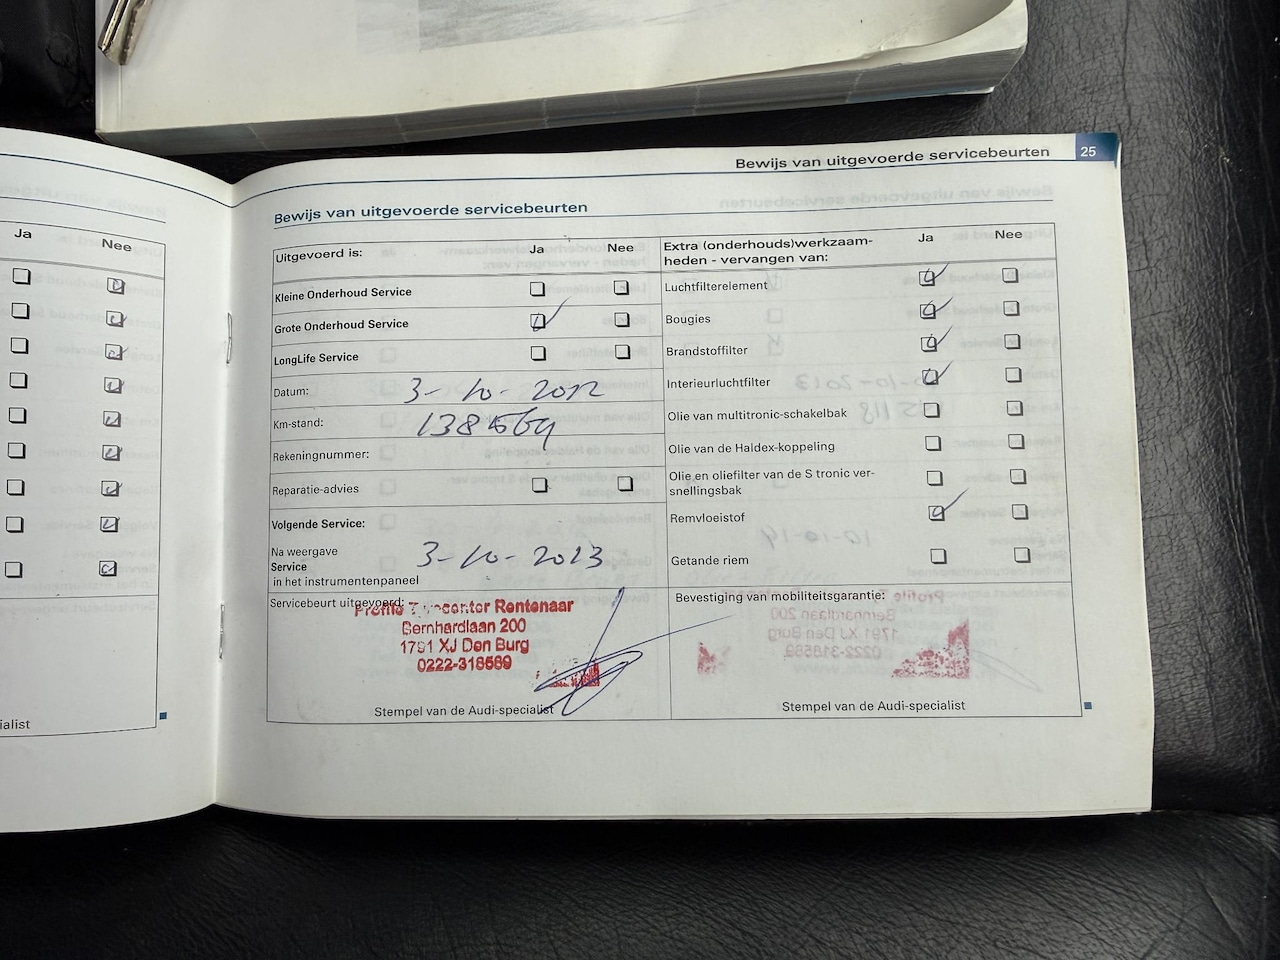 Ja Nee
ialist
Bewijs van uitgevoerde servicebeurten 25
Bewijs van uitgevoerde servicebeurten
Uitgevoerd is: Ja Nee
Kleine Onderhoud Service
Grote Onderhoud Service
LongLife Service
Datum: 3-10-2012
Km-stand: 138569
Rekeningnummer:
Reparatie-advies
Volgende Service:
Na weergave
Service
in het instrumentenpaneel
3-10-2013
Servicebeurt uitgevoerd:
Profile Tyrecenter Rentenaar
Bernhardlaan 200
1791 XJ Den Burg
0222-318569
Stempel van de Audi-specialist
Extra (onderhouds)werkzaam-
heden - vervangen van: Ja Nee
Luchtfilterelement
Bougies
Brandstoffilter
Interieurluchtfilter
Olie van multitronic-schakelbak
Olie van de Haldex-koppeling
Olie en oliefilter van de S tronic ver-
snellingsbak
Remvloeistof
Getande riem
Bevestiging van mobiliteitsgarantie:
Stempel van de Audi-specialist